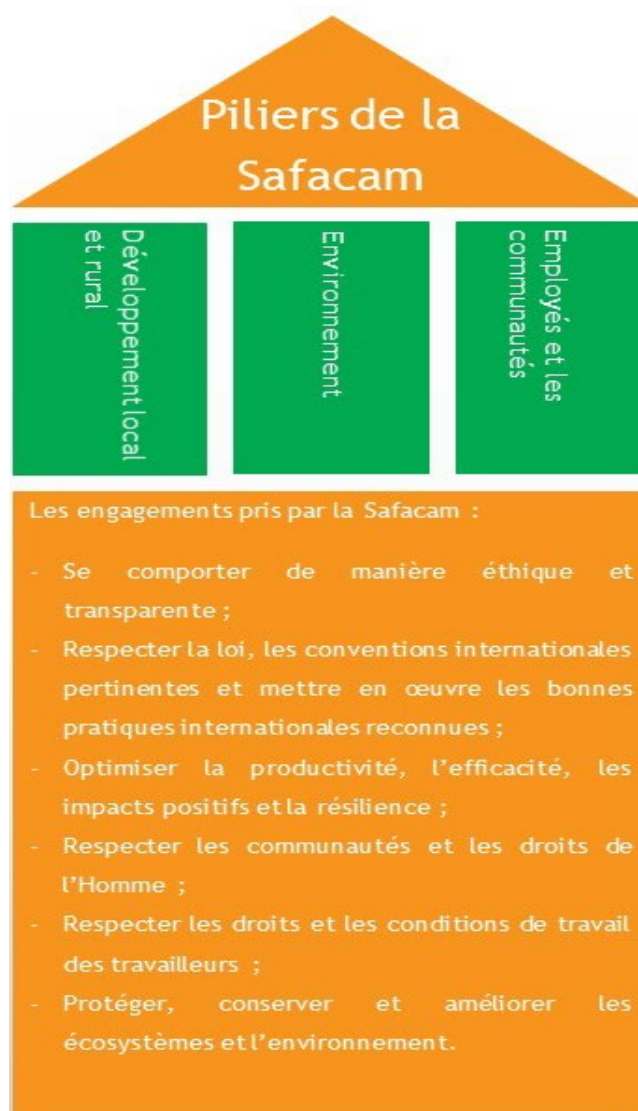 Piliers de la
Safacam
Développement local
et rural
Environnement
Employés et les
communautés
Les engagements pris par la Safacam :
- Se comporter de manière éthique et
transparente ;
- Respecter la loi, les conventions internationales
pertinentes et mettre en œuvre les bonnes
pratiques internationales reconnues ;
- Optimiser la productivité, l’efficacité, les
impacts positifs et la résilience ;
- Respecter les communautés et les droits de
l’Homme ;
- Respecter les droits et les conditions de travail
des travailleurs ;
- Protéger, conserver et améliorer les
écosystèmes et l’environnement.